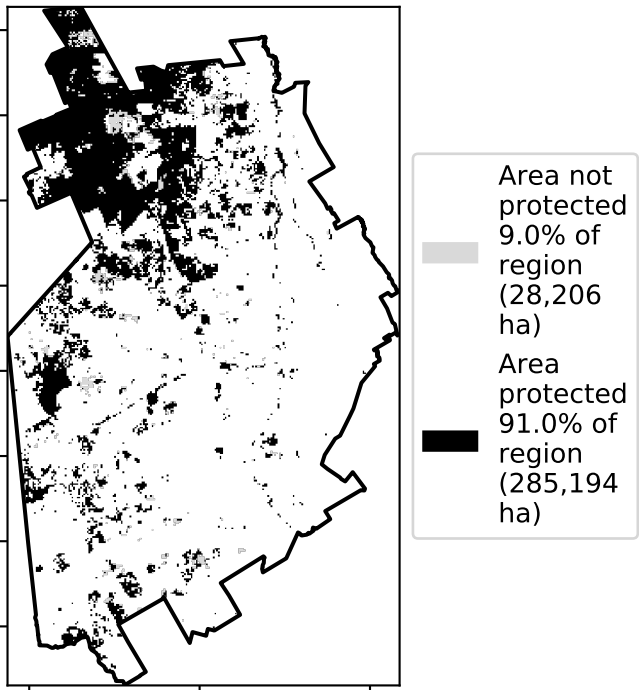 Area not
protected
9.0% of
region
(28,206
ha)
Area
protected
91.0% of
region
(285,194
ha)